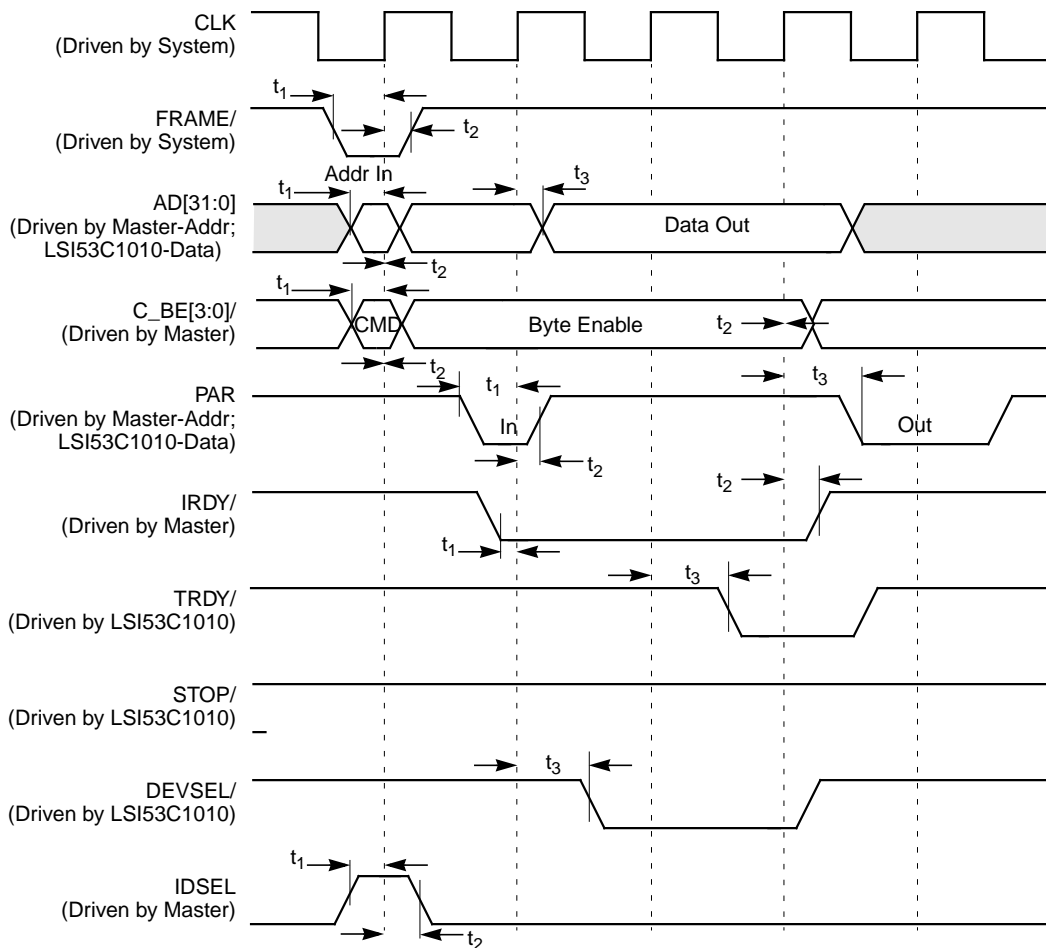 CLK
(Driven by System)
t1
FRAME/
(Driven by System)
t2
Addr In
t1
t3
AD[31:0]
(Driven by Master-Addr;
LSI53C1010-Data)
Data Out
t2
t1
C_BE[3:0]/
(Driven by Master)
CMD
Byte Enable
t2
t2
t1
t3
PAR
(Driven by Master-Addr;
LSI53C1010-Data)
In
Out
t2
t2
IRDY/
(Driven by Master)
t1
t3
TRDY/
(Driven by LSI53C1010)
STOP/
(Driven by LSI53C1010)
t3
DEVSEL/
(Driven by LSI53C1010)
t1
IDSEL
(Driven by Master)
t2